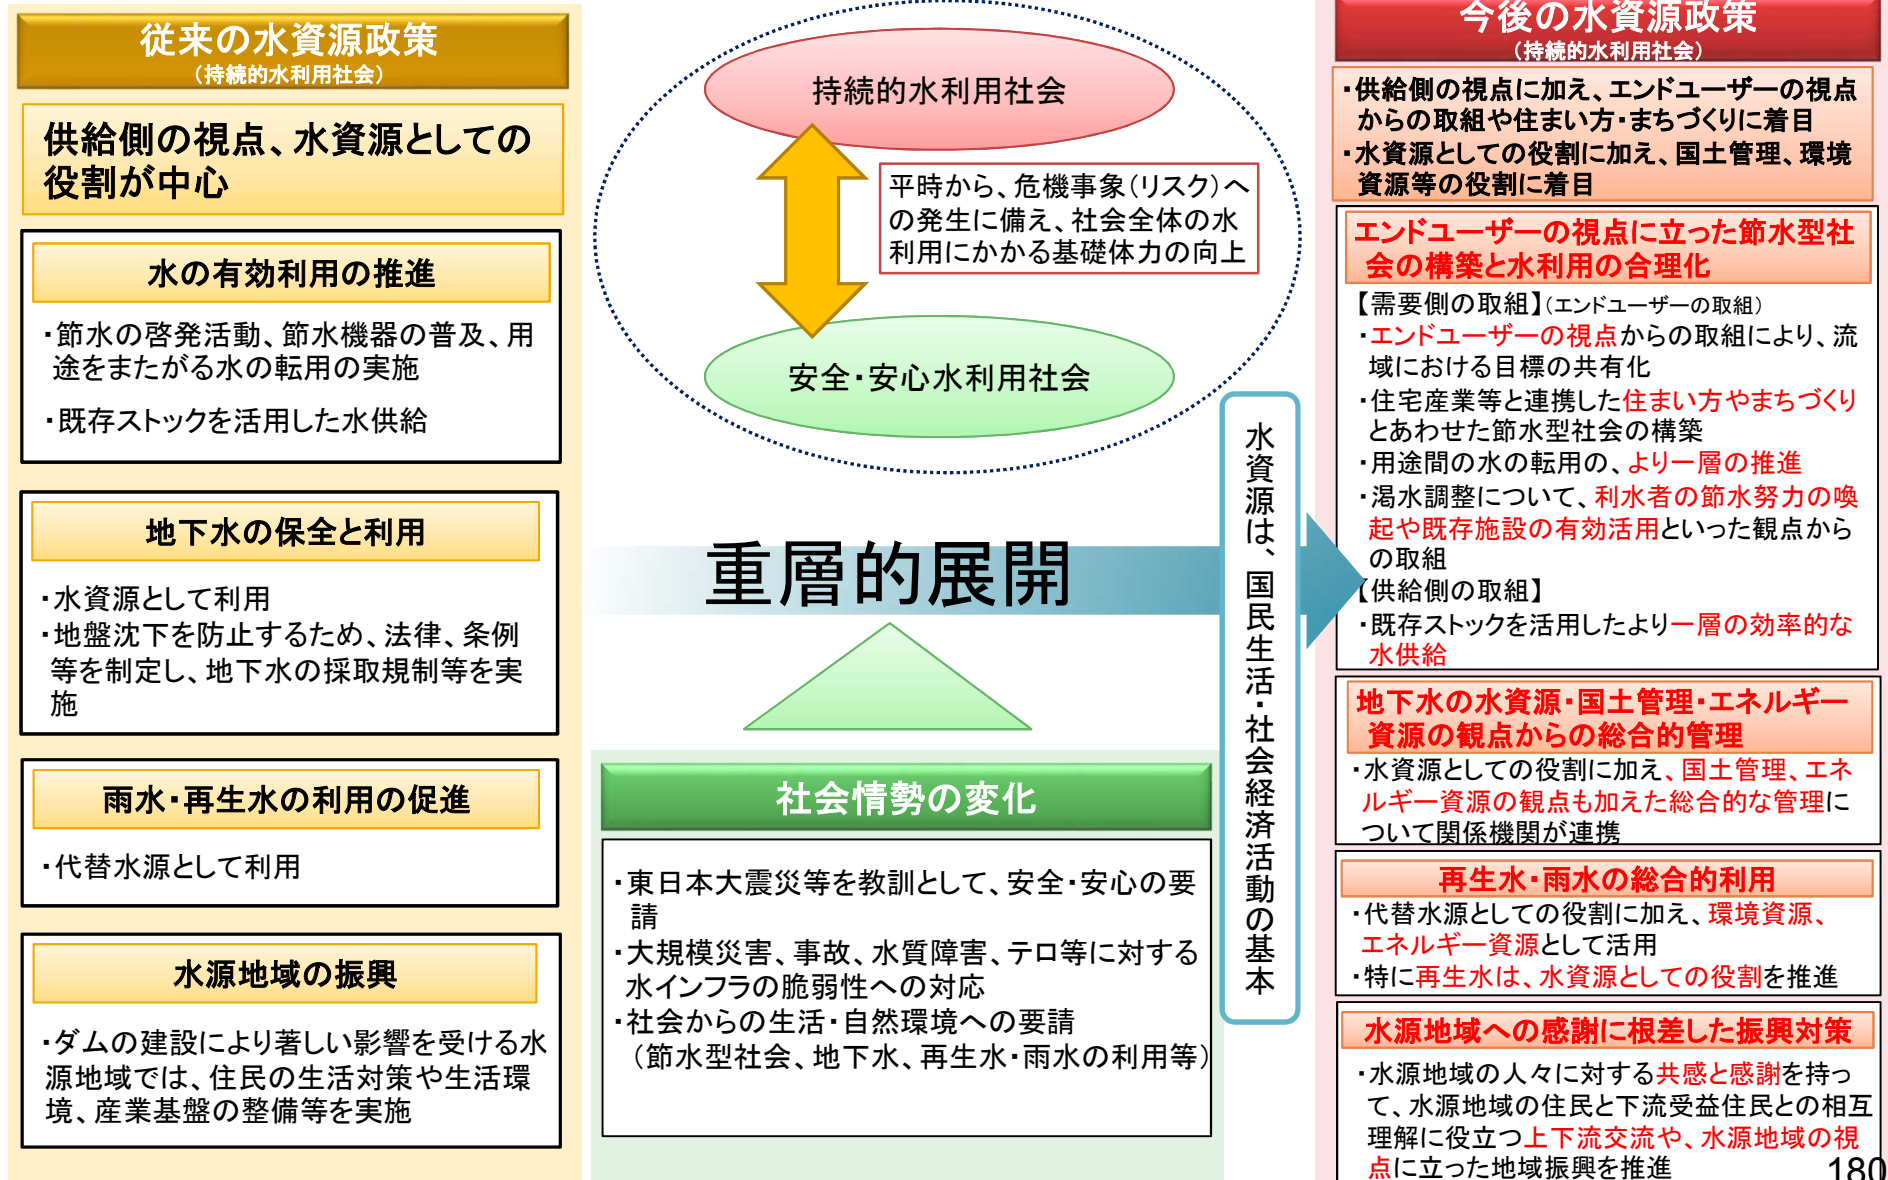 従来の水資源政策
（持続的水利用社会）
供給側の視点、水資源としての
役割が中心
水の有効利用の推進
・節水の啓発活動、節水機器の普及、用
途をまたがる水の転用の実施
・既存ストックを活用した水供給
地下水の保全と利用
・水資源として利用
・地盤沈下を防止するため、法律、条例
等を制定し、地下水の採取規制等を実
施
雨水・再生水の利用の促進
・代替水源として利用
水源地域の振興
・ダムの建設により著しい影響を受ける水
源地域では、住民の生活対策や生活環
境、産業基盤の整備等を実施
持続的水利用社会
平時から、危機事象（リスク）へ
の発生に備え、社会全体の水
利用にかかる基礎体力の向上
安全・安心水利用社会
重層的展開
社会情勢の変化
・東日本大震災等を教訓として、安全・安心の要
請
・大規模災害、事故、水質障害、テロ等に対する
水インフラの脆弱性への対応
・社会からの生活・自然環境への要請
（節水型社会、地下水、再生水・雨水の利用等）
水資源は、国民生活・社会経済活動の基本
今後の水資源政策
（持続的水利用社会）
・供給側の視点に加え、エンドユーザーの視点
からの取組や住まい方・まちづくりに着目
・水資源としての役割に加え、国土管理、環境
資源等の役割に着目
エンドユーザーの視点に立った節水型社
会の構築と水利用の合理化
【需要側の取組】（エンドユーザーの取組）
・エンドユーザーの視点からの取組により、流
域における目標の共有化
・住宅産業等と連携した住まい方やまちづくり
とあわせた節水型社会の構築
・用途間の水の転用の、より一層の推進
・渇水調整について、利水者の節水努力の喚
起や既存施設の有効活用といった観点から
の取組
【供給側の取組】
・既存ストックを活用したより一層の効率的な
水供給
地下水の水資源・国土管理・エネルギー
資源の観点からの総合的管理
・水資源としての役割に加え、国土管理、エネ
ルギー資源の観点も加えた総合的な管理に
ついて関係機関が連携
再生水・雨水の総合的利用
・代替水源としての役割に加え、環境資源、
エネルギー資源として活用
・特に再生水は、水資源としての役割を推進
水源地域への感謝に根差した振興対策
・水源地域の人々に対する共感と感謝を持っ
て、水源地域の住民と下流受益住民との相互
理解に役立つ上下流交流や、水源地域の視
点に立った地域振興を推進
180